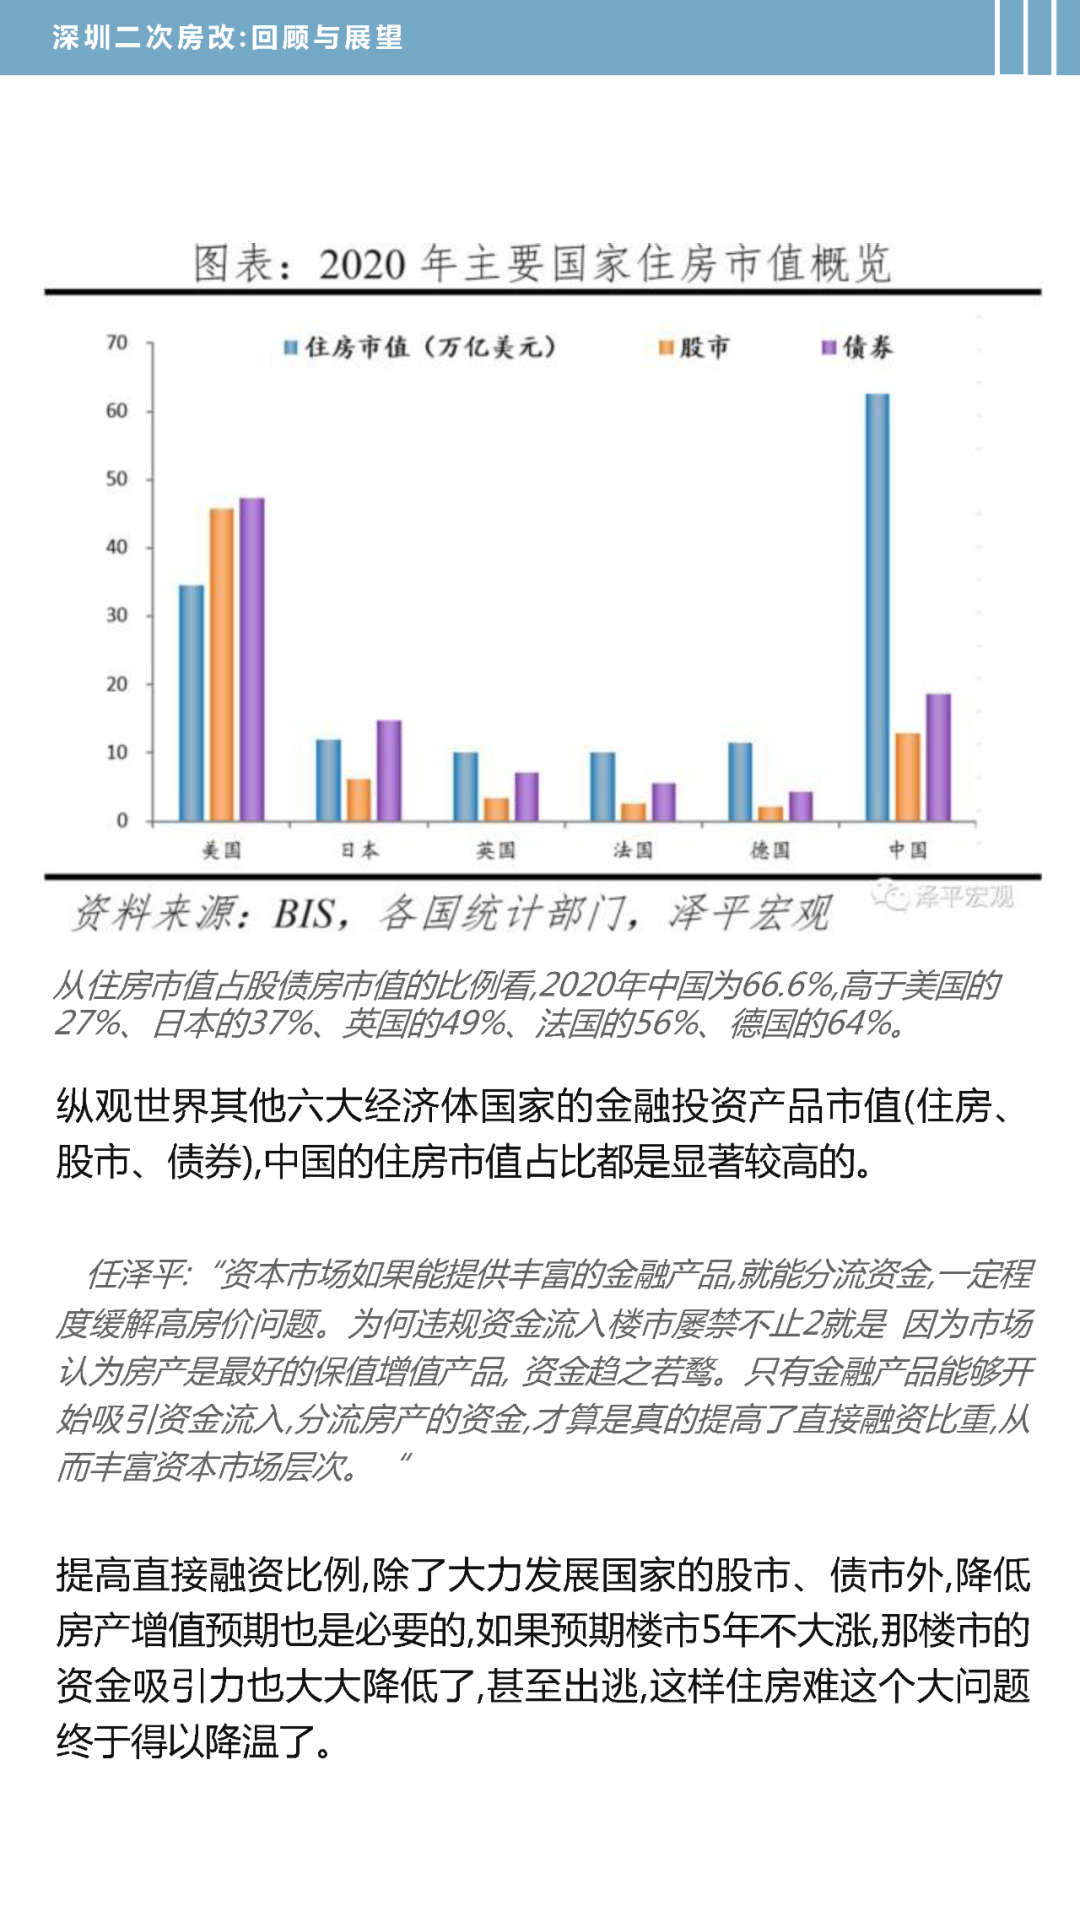 深圳二次房改:回顾与展望
图表：2020 年主要国家住房市值概览
住房市值（万亿美元） 股市 债券
70
60
50
40
30
20
10
0
美国 日本 英国 法国 德国 中国
泽平宏观
资料来源：BIS，各国统计部门，泽平宏观
从住房市值占股债房市值的比例看,2020年中国为66.6%,高于美国的
27%、日本的37%、英国的49%、法国的56%、德国的64%。
纵观世界其他六大经济体国家的金融投资产品市值(住房、
股市、债券),中国的住房市值占比都是显著较高的。
任泽平:“资本市场如果能提供丰富的金融产品,就能分流资金,一定程
度缓解高房价问题。为何违规资金流入楼市屡禁不止2就是 因为市场
认为房产是最好的保值增值产品, 资金趋之若鹜。只有金融产品能够开
始吸引资金流入,分流房产的资金,才算是真的提高了直接融资比重,从
而丰富资本市场层次。“
提高直接融资比例,除了大力发展国家的股市、债市外,降低
房产增值预期也是必要的,如果预期楼市5年不大涨,那楼市的
资金吸引力也大大降低了,甚至出逃,这样住房难这个大问题
终于得以降温了。